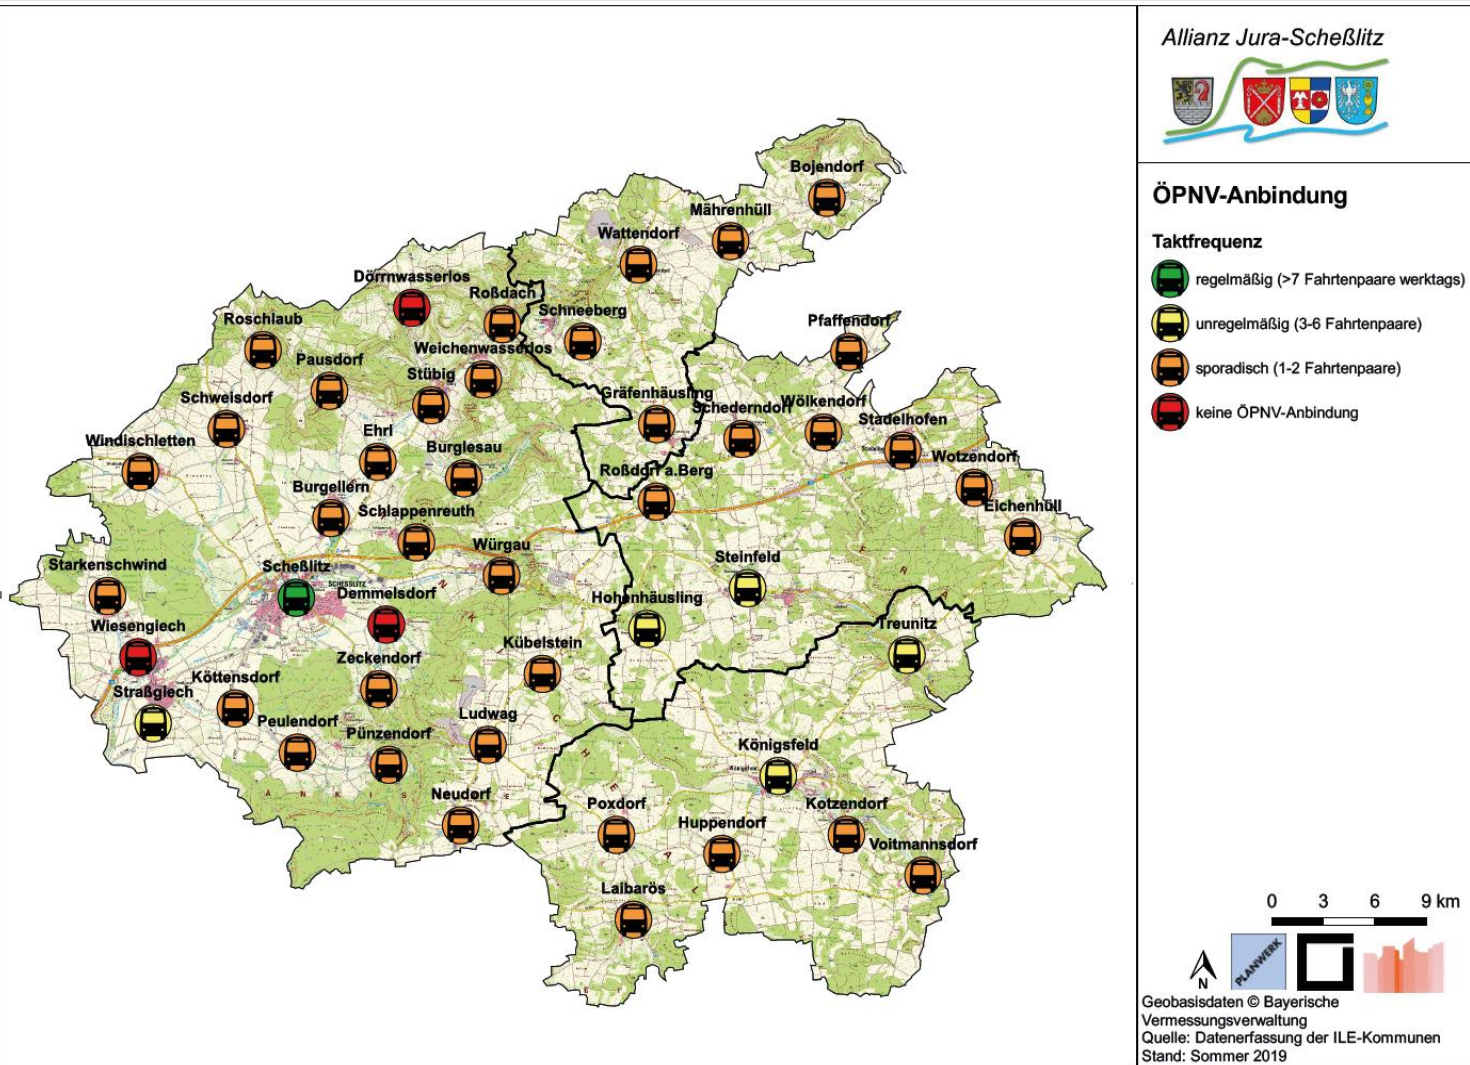 Allianz Jura-Scheßlitz
ÖPNV-Anbindung
Taktfrequenz
regelmäßig (>7 Fahrtenpaare werktags)
unregelmäßig (3-6 Fahrtenpaare)
sporadisch (1-2 Fahrtenpaare)
keine ÖPNV-Anbindung
Bojendorf
Mährenhüll
Wattendorf
Dörrnwasserlos
Roßdach
Schneeberg
Roschlaub
Pfaffendorf
Weichenwasserlos
Pausdorf
Stübig
Gräfenhäusling
Schweisdorf
Schederndorf
Wölkendorf
Stadelhofen
Windischletten
Ehrl
Burglesau
Wotzendorf
Roßdorf a.Berg
Burgellern
Eichenhüll
Schlappenreuth
Würgau
Steinfeld
Starkenschwind
Scheßlitz
SCHESSLITZ
Demmelsdorf
Hohenhäusling
Wiesengiech
Treunitz
Kübelstein
Zeckendorf
Köttensdorf
Straßgiech
Ludwag
Peulendorf
Pünzendorf
Königsfeld
Neudorf
Poxdorf
Kotzendorf
Huppendorf
Voitmannsdorf
Laibarös
0 3 6 9 km
N
PLANWERK
Geobasisdaten © Bayerische
Vermessungsverwaltung
Quelle: Datenerfassung der ILE-Kommunen
Stand: Sommer 2019